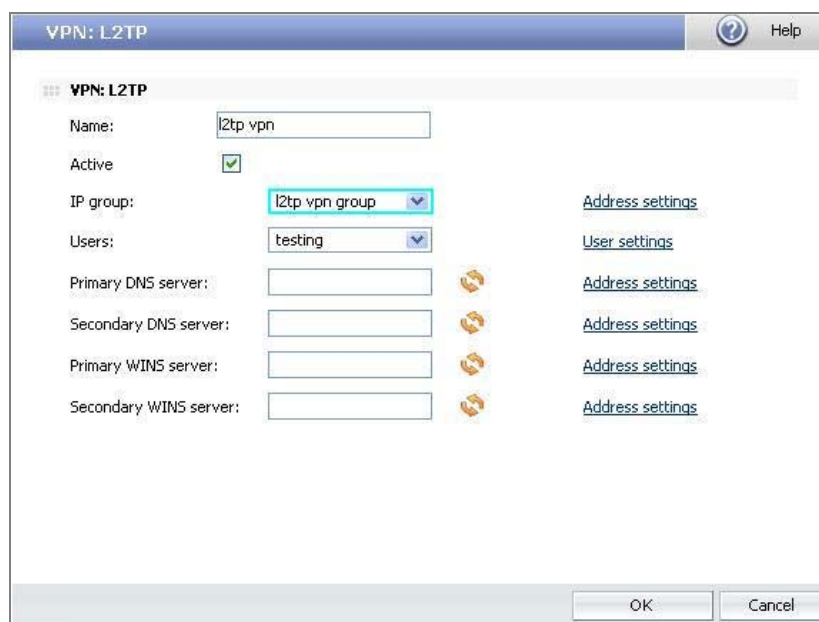 VPN: L2TP
Help
VPN: L2TP
Name: l2tp vpn
Active
IP group: l2tp vpn group Address settings
Users: testing User settings
Primary DNS server: Address settings
Secondary DNS server: Address settings
Primary WINS server: Address settings
Secondary WINS server: Address settings
OK Cancel